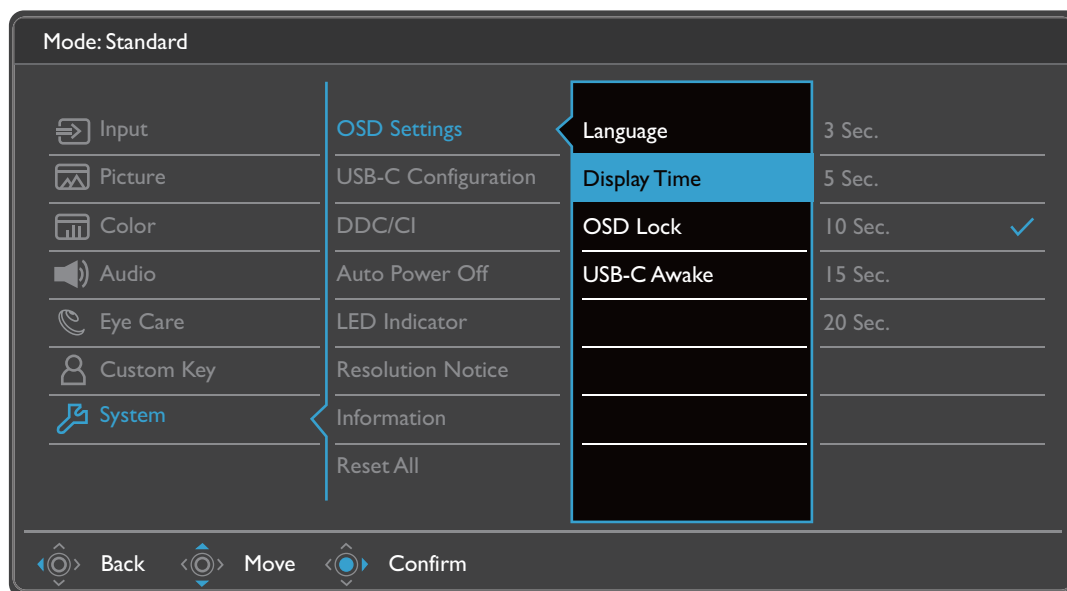 Mode: Standard
Input
Picture
Color
Audio
Eye Care
Custom Key
System
OSD Settings
USB-C Configuration
DDC/CI
Auto Power Off
LED Indicator
Resolution Notice
Information
Reset All
Language
Display Time
OSD Lock
USB-C Awake
3 Sec.
5 Sec.
10 Sec.
15 Sec.
20 Sec.
Back Move Confirm